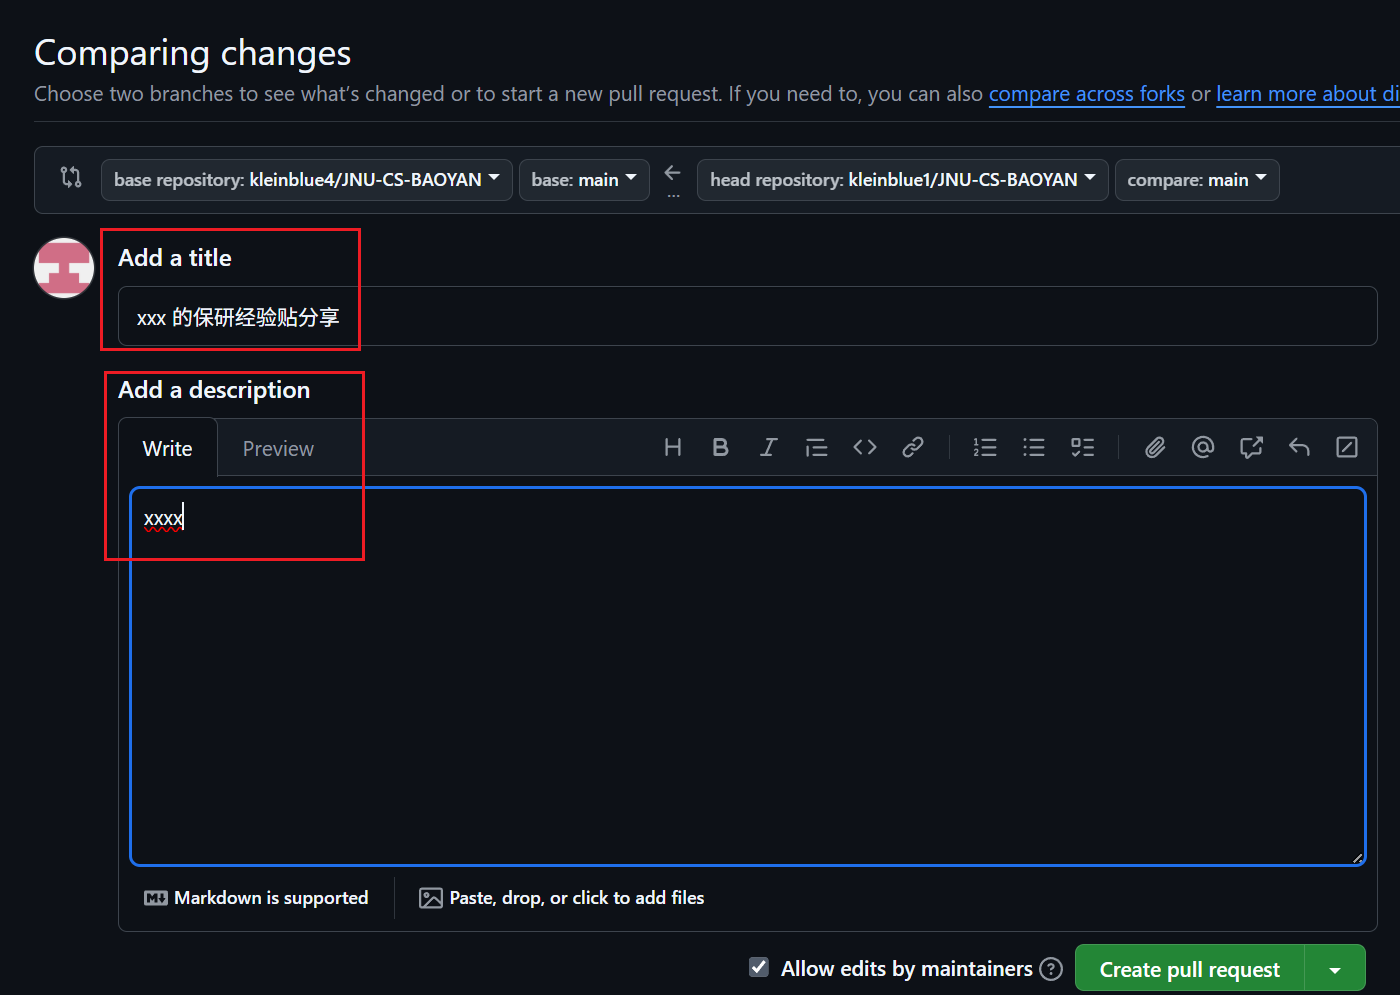 Comparing changes
Choose two branches to see what's changed or to start a new pull request. If you need to, you can also compare across forks or learn more about di
base repository: kleinblue4/JNU-CS-BAOYAN base: main ... head repository: kleinblue1/JNU-CS-BAOYAN compare: main
Add a title
xxx 的保研经验贴分享
Add a description
Write Preview
xxxx
Markdown is supported Paste, drop, or click to add files
Allow edits by maintainers Create pull request